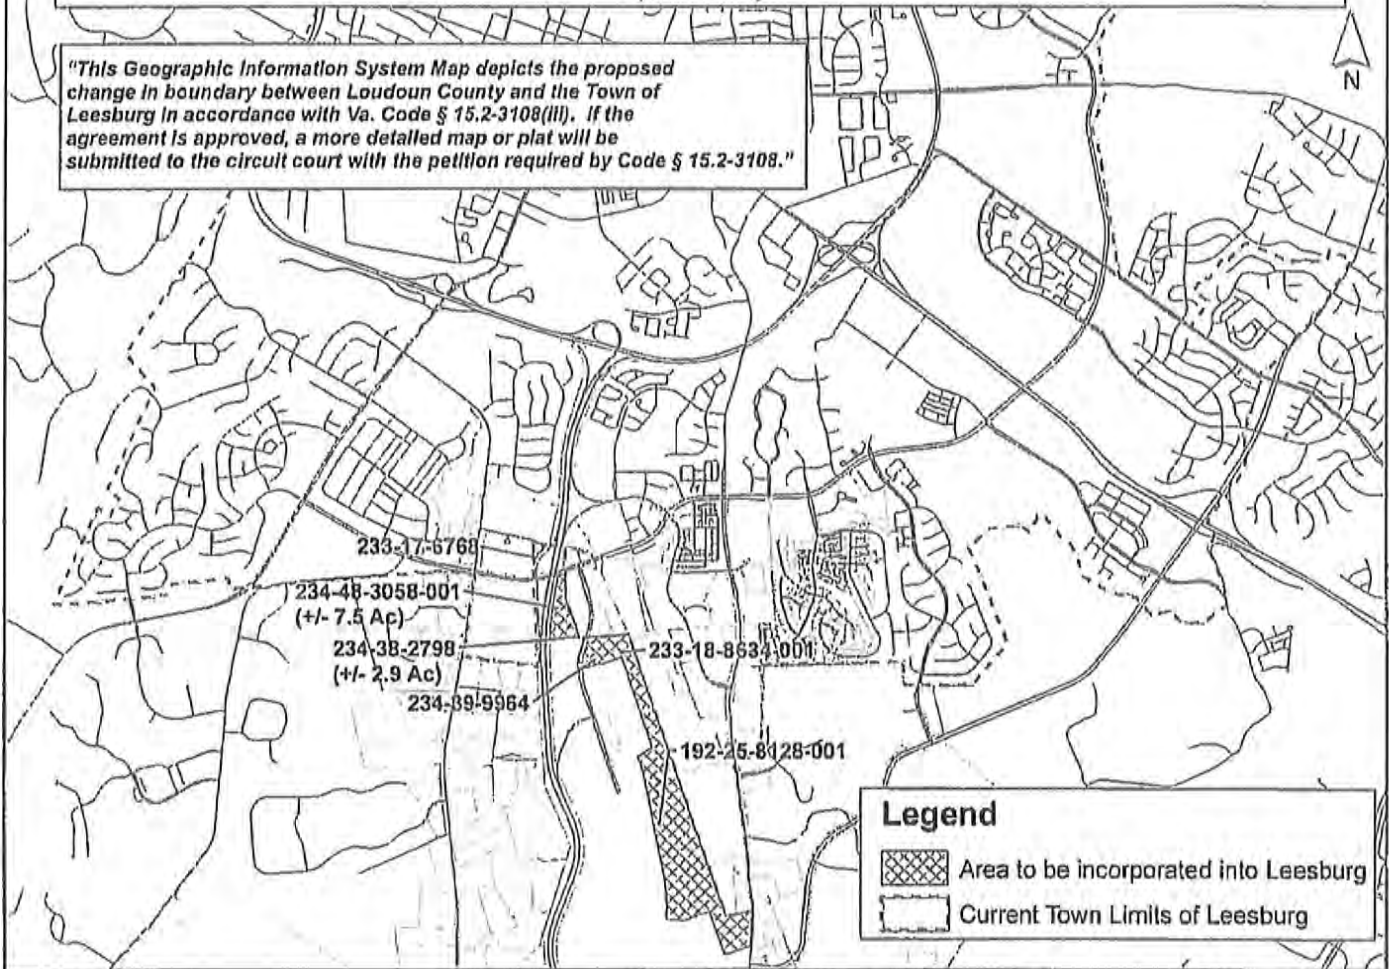 "This Geographic Information System Map depicts the proposed
change in boundary between Loudoun County and the Town of
Leesburg in accordance with Va. Code § 15.2-3108(iii). If the
agreement is approved, a more detailed map or plat will be
submitted to the circuit court with the petition required by Code § 15.2-3108."
N
233-17-6768
234-48-3058-001
(+/- 7.5 Ac)
234-38-2798
(+/- 2.9 Ac)
233-18-8634-001
234-39-9964
192-25-8128-001
Legend
Area to be incorporated into Leesburg
Current Town Limits of Leesburg